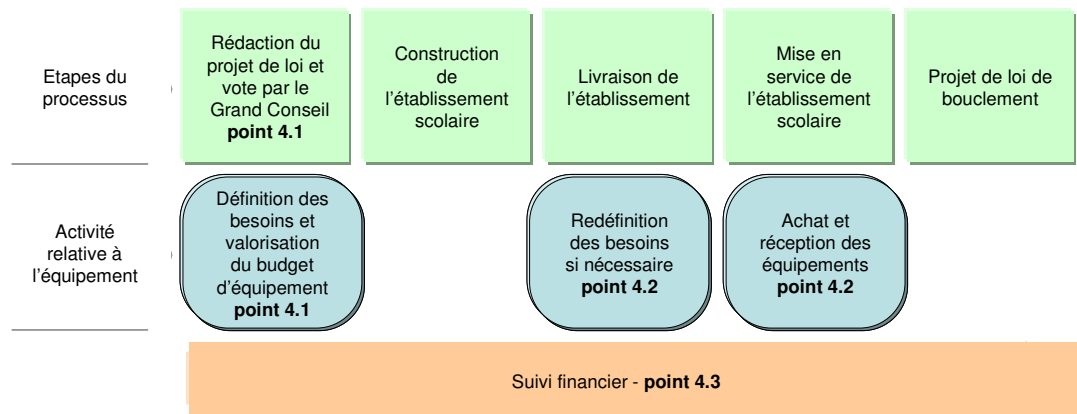 Etapes du
processus
Rédaction du
projet de loi et
vote par le
Grand Conseil
point 4.1
Construction
de
l'établissement
scolaire
Livraison de
l'établissement
Mise en
service de
l'établissement
scolaire
Projet de loi de
bouclement
Activité
relative à
l'équipement
Définition des
besoins et
valorisation
du budget
d'équipement
point 4.1
Redéfinition
des besoins
si nécessaire
point 4.2
Achat et
réception des
équipements
point 4.2
Suivi financier - point 4.3